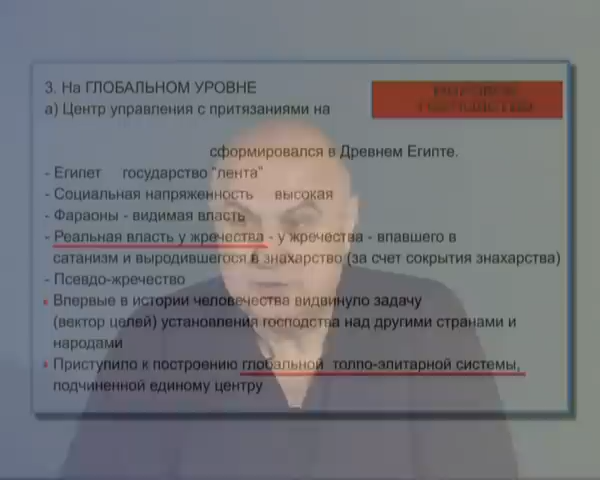 3. На ГЛОБАЛЬНОМ УРОВНЕ
а) Центр управления с притязаниями на
сформировался в Древнем Египте.
- Египет государство "лента"
- Социальная напряженность высокая
- Фараоны - видимая власть
- Реальная власть у жречества - у жречества - впавшего в
сатанизм и выродившегося в знахарство (за счет сокрытия знахарства)
- Псевдо-жречество
Впервые в истории человечества видвинуло задачу
(вектор целей) установления господства над другими странами и
народами
Приступило к построению глобальной толпо-элитарной системы,
подчиненной единому центру